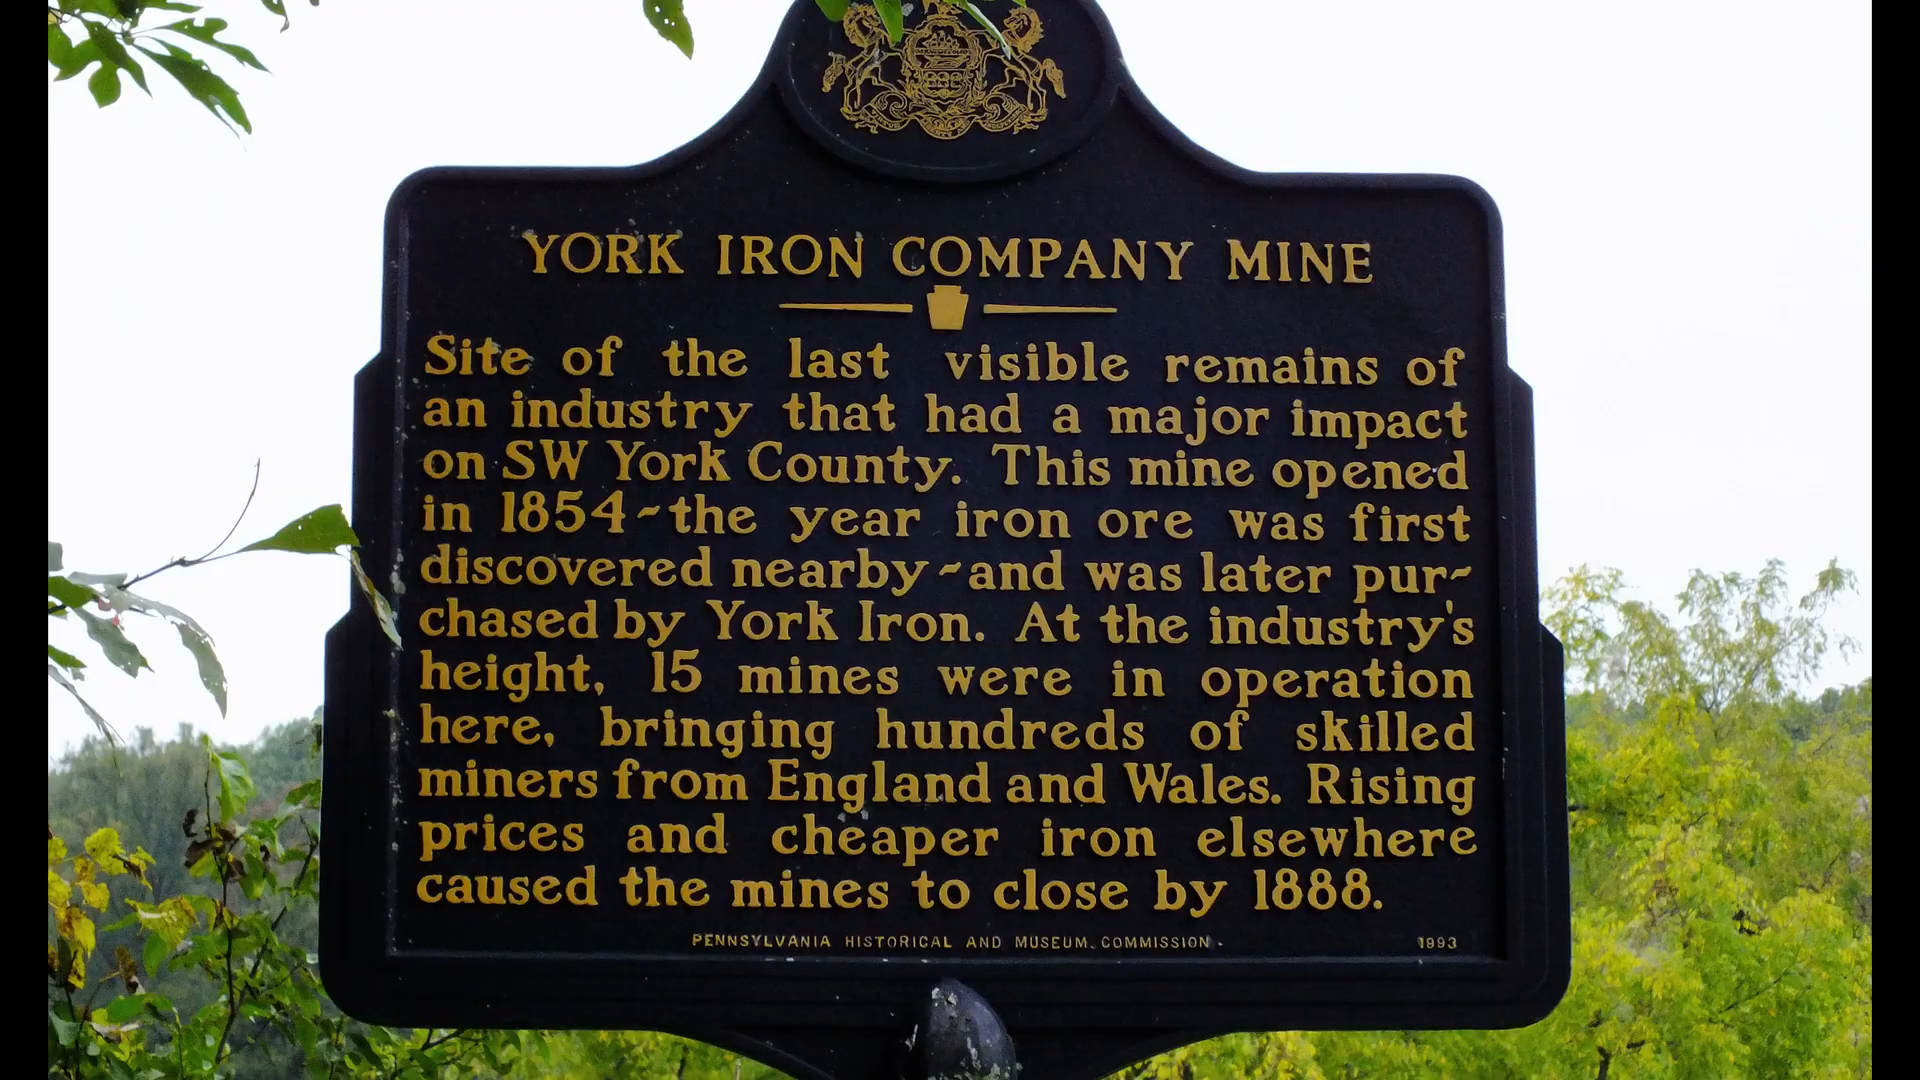 YORK IRON COMPANY MINE
Site of the last visible remains of
an industry that had a major impact
on SW York County. This mine opened
in 1854-the year iron ore was first
discovered nearby-and was later pur-
chased by York Iron. At the industry's
height, 15 mines were in operation
here, bringing hundreds of skilled
miners from England and Wales. Rising
prices and cheaper iron elsewhere
caused the mines to close by 1888.
PENNSYLVANIA HISTORICAL AND MUSEUM COMMISSION 1993